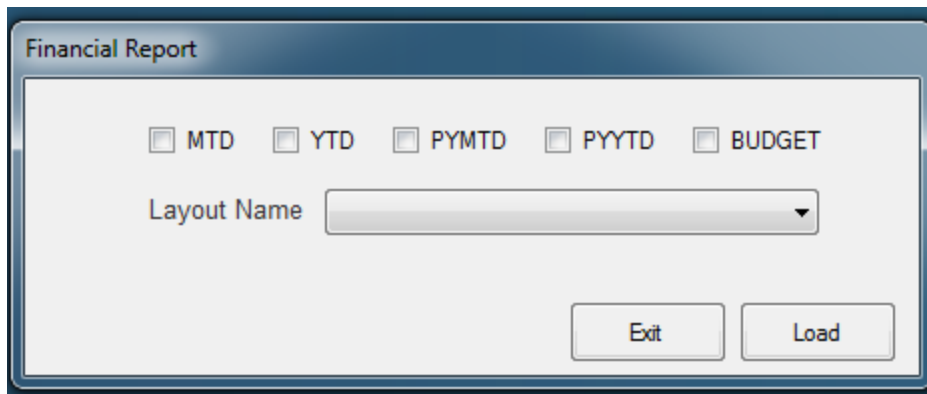 Financial Report
MTD YTD PYMTD PYYTD BUDGET
Layout Name
Exit Load